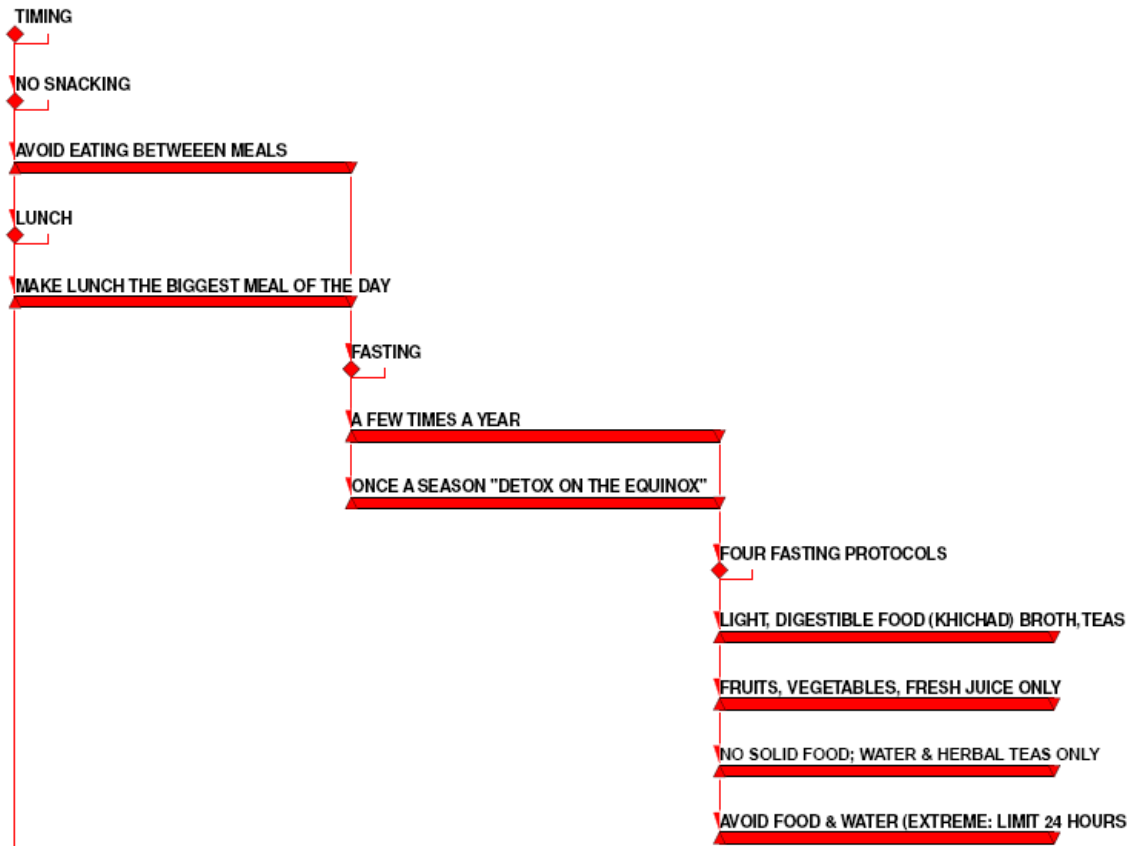 TIMING
NO SNACKING
AVOID EATING BETWEEEN MEALS
LUNCH
MAKE LUNCH THE BIGGEST MEAL OF THE DAY
FASTING
A FEW TIMES A YEAR
ONCE A SEASON "DETOX ON THE EQUINOX"
FOUR FASTING PROTOCOLS
LIGHT, DIGESTIBLE FOOD (KHICHAD) BROTH, TEAS
FRUITS, VEGETABLES, FRESH JUICE ONLY
NO SOLID FOOD; WATER & HERBAL TEAS ONLY
AVOID FOOD & WATER (EXTREME: LIMIT 24 HOURS